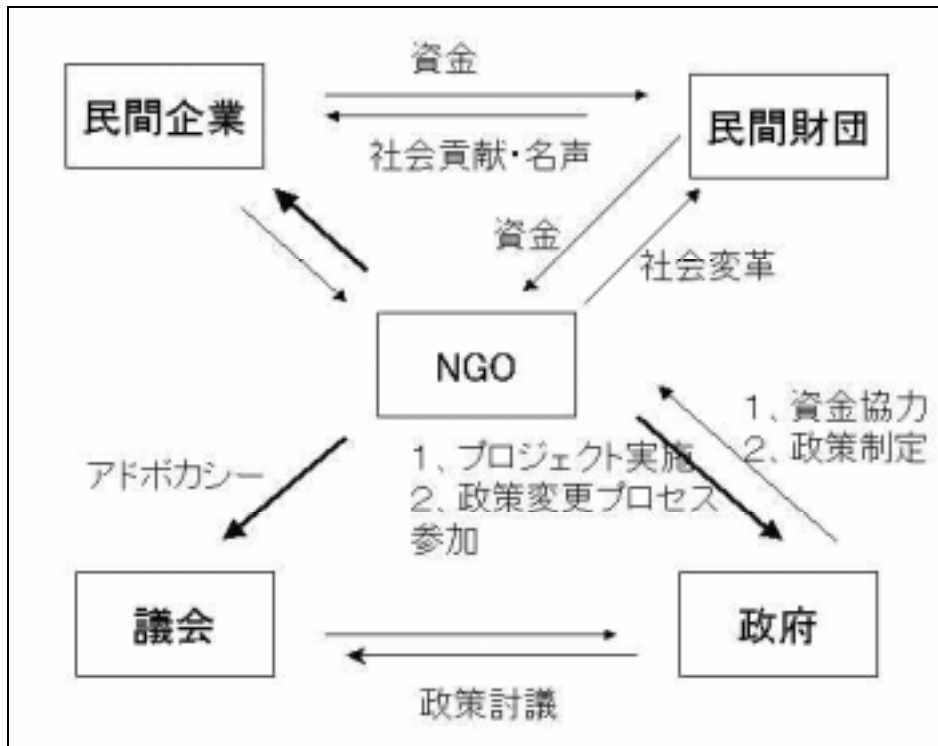 資金
民間企業
民間財団
社会貢献・名声
資金
社会変革
NGO
1、資金協力
2、政策制定
アドボカシー
1、プロジェクト実施
2、政策変更プロセス
参加
議会
政府
政策討議